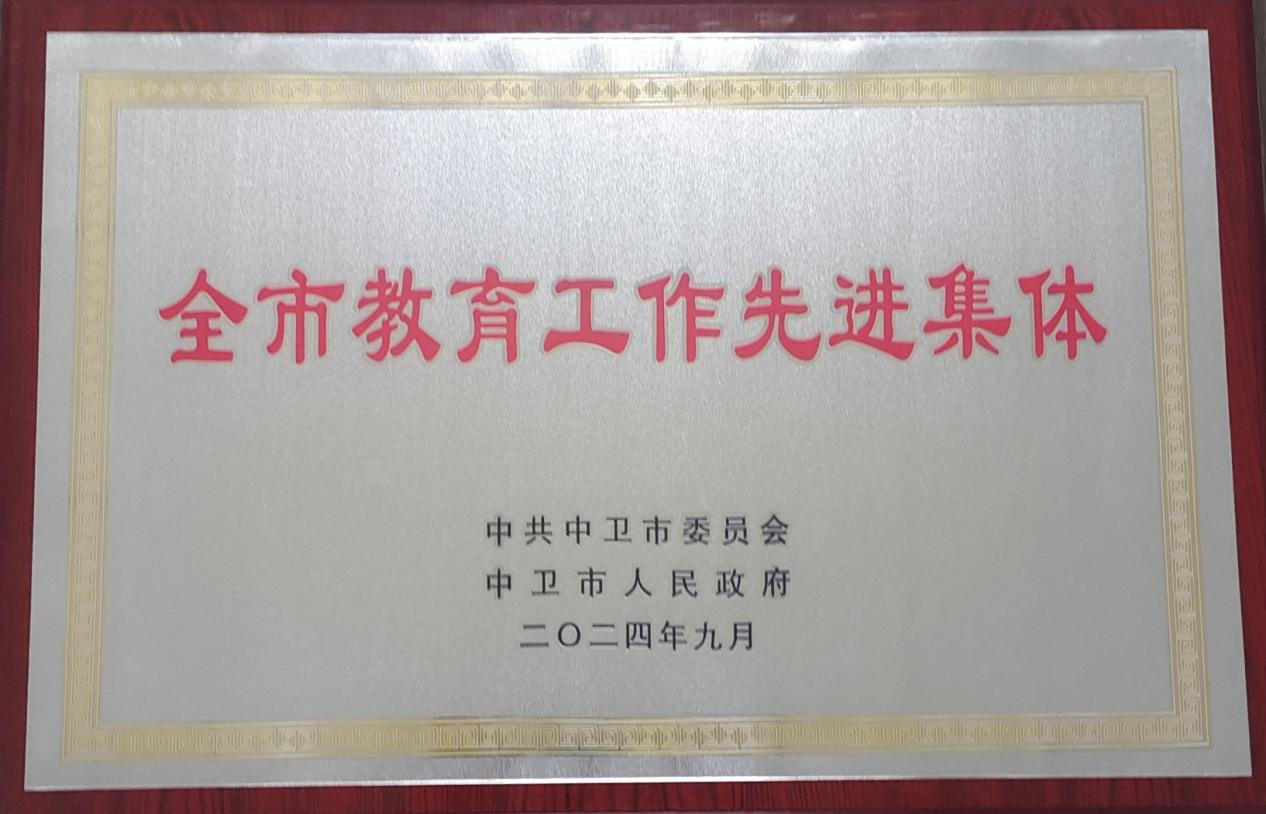 全市教育工作先进集体
中共中卫市委员会
中卫市人民政府
二〇二四年九月